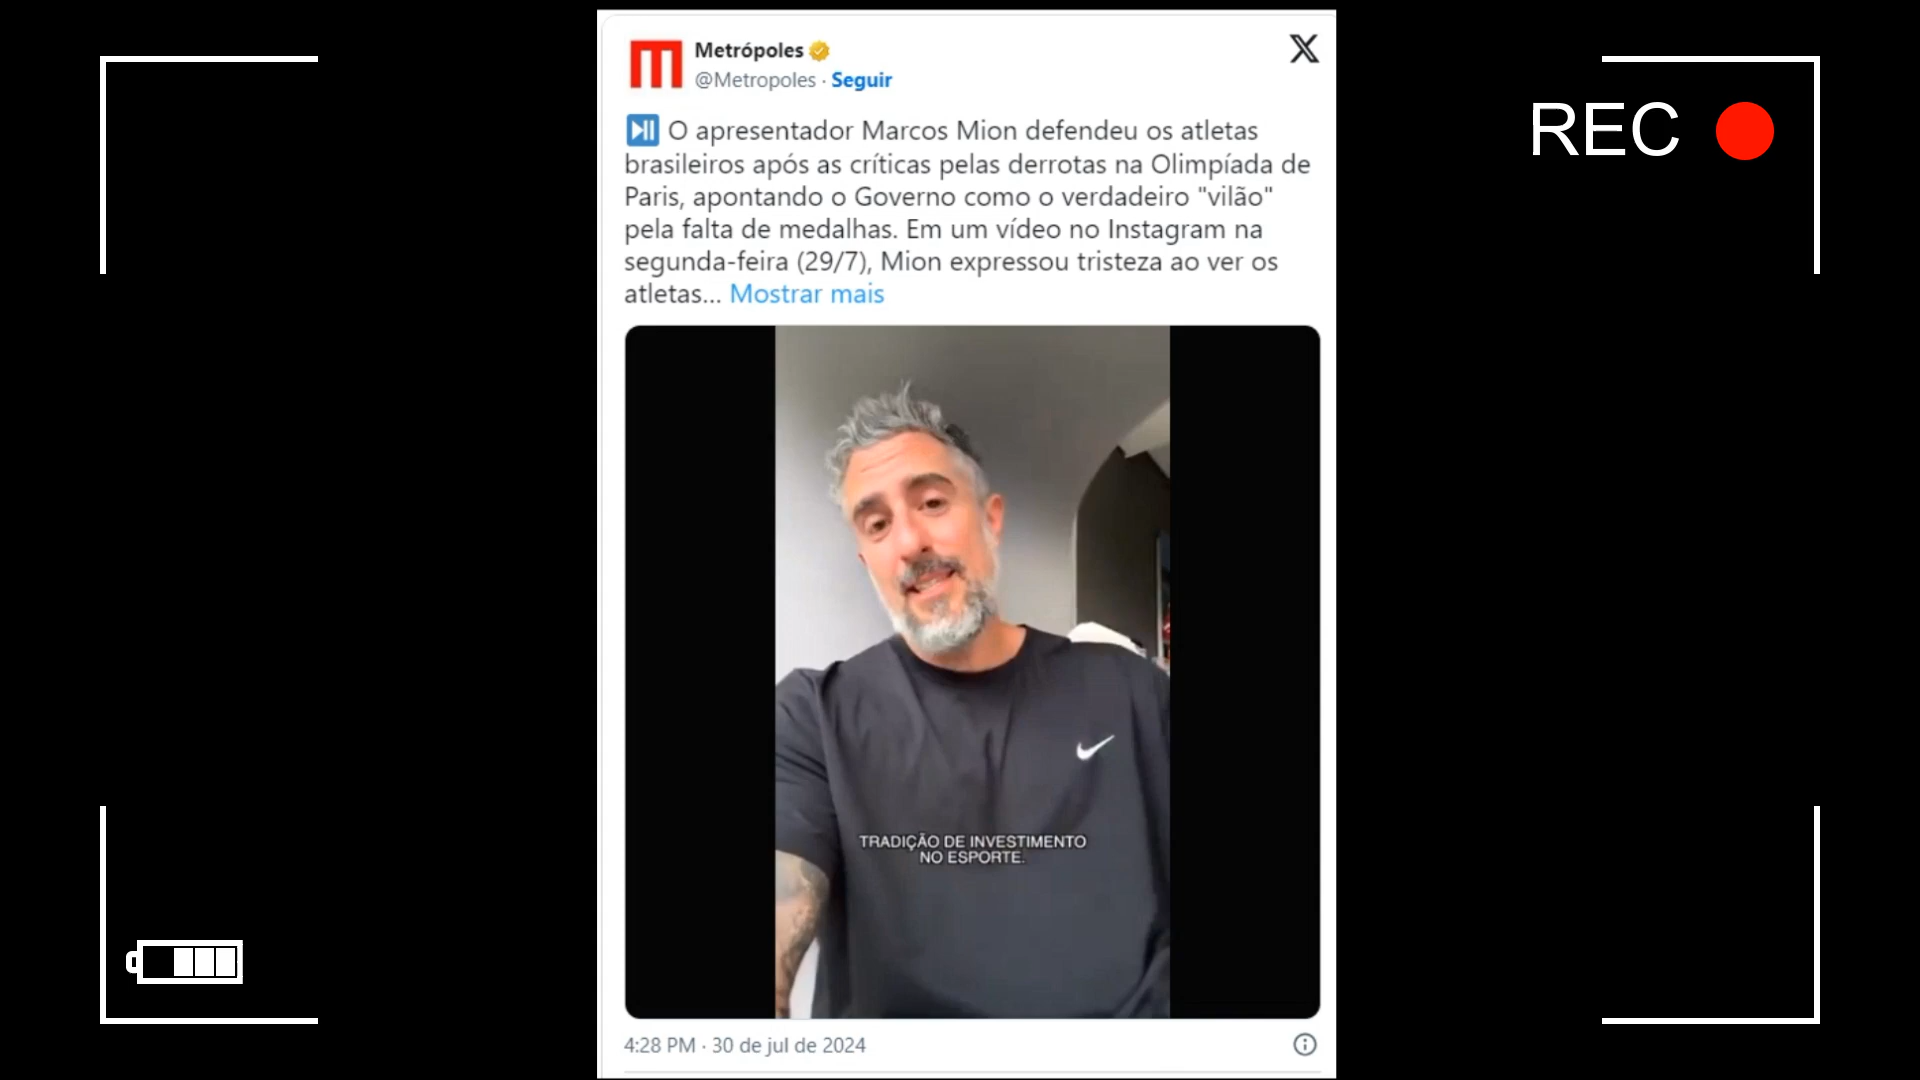 Metrópoles
@Metropoles · Seguir
REC
O apresentador Marcos Mion defendeu os atletas
brasileiros após as críticas pelas derrotas na Olimpíada de
Paris, apontando o Governo como o verdadeiro "vilão"
pela falta de medalhas. Em um vídeo no Instagram na
segunda-feira (29/7), Mion expressou tristeza ao ver os
atletas... Mostrar mais
TRADIÇÃO DE INVESTIMENTO
NO ESPORTE.
4:28 PM · 30 de jul de 2024